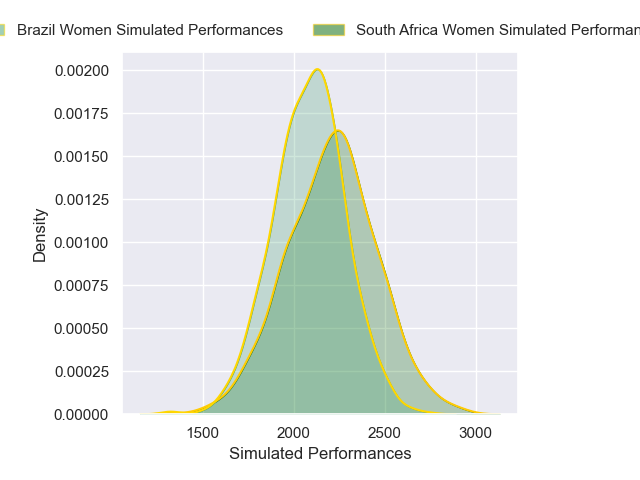 Brazil Women Simulated Performances
South Africa Women Simulated Performan
0.00200
0.00175
0.00150
0.00125
0.00100
0.00075
0.00050
0.00025
0.00000
Density
1500 2000 2500 3000
Simulated Performances